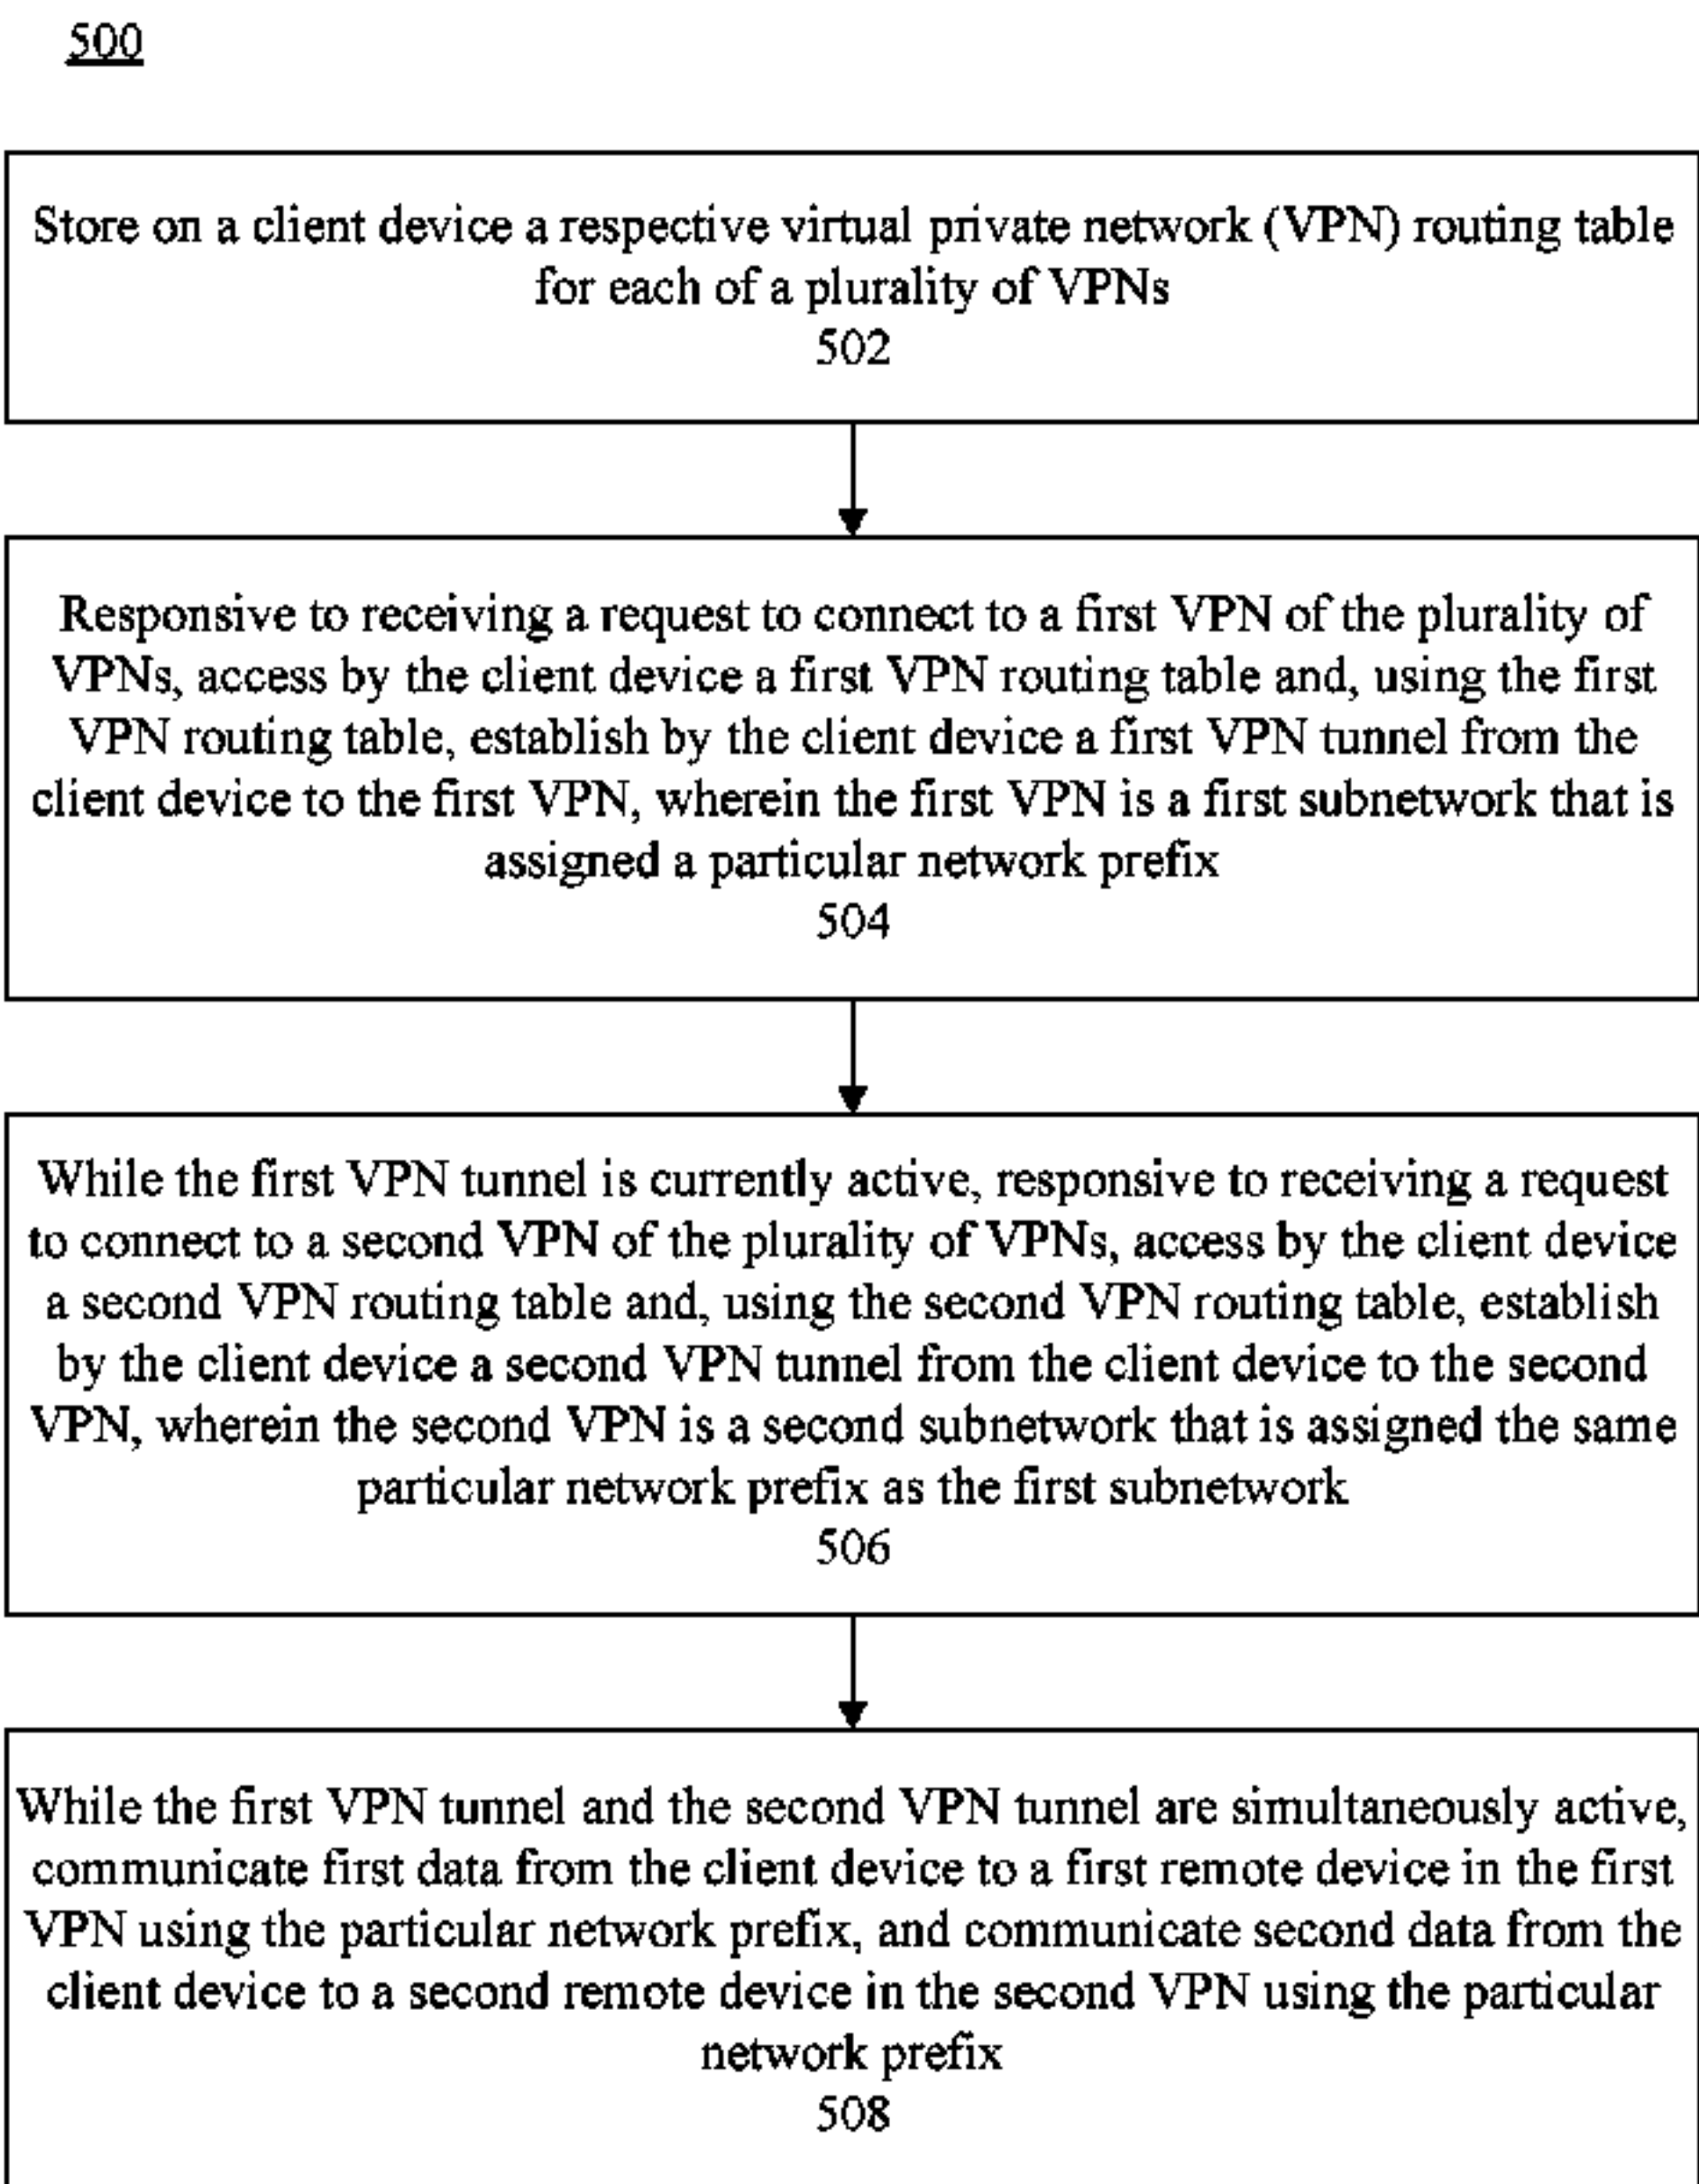 500
Store on a client device a respective virtual private network (VPN) routing table
for each of a plurality of VPNs
502
Responsive to receiving a request to connect to a first VPN of the plurality of
VPNs, access by the client device a first VPN routing table and, using the first
VPN routing table, establish by the client device a first VPN tunnel from the
client device to the first VPN, wherein the first VPN is a first subnetwork that is
assigned a particular network prefix
504
While the first VPN tunnel is currently active, responsive to receiving a request
to connect to a second VPN of the plurality of VPNs, access by the client device
a second VPN routing table and, using the second VPN routing table, establish
by the client device a second VPN tunnel from the client device to the second
VPN, wherein the second VPN is a second subnetwork that is assigned the same
particular network prefix as the first subnetwork
506
While the first VPN tunnel and the second VPN tunnel are simultaneously active,
communicate first data from the client device to a first remote device in the first
VPN using the particular network prefix, and communicate second data from the
client device to a second remote device in the second VPN using the particular
network prefix
508